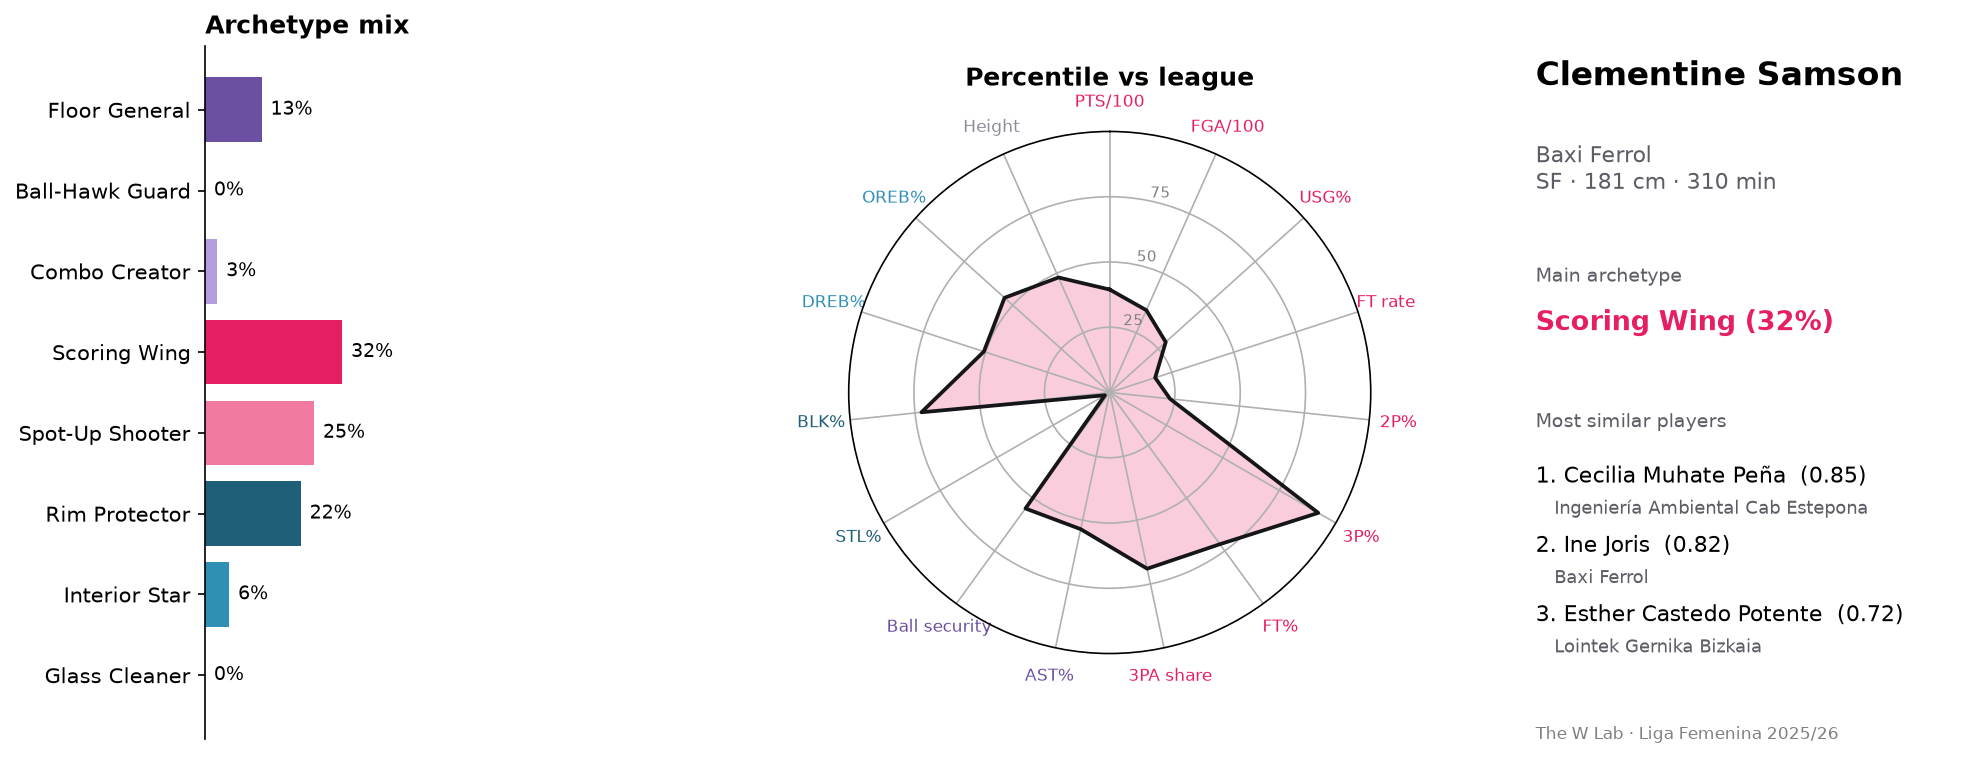 Archetype mix
Floor General
13%
Ball-Hawk Guard
0%
Combo Creator
3%
Scoring Wing
32%
Spot-Up Shooter
25%
Rim Protector
22%
Interior Star
6%
Glass Cleaner
0%
Percentile vs league
PTS/100
FGA/100
USG%
FT rate
2P%
3P%
FT%
3PA share
AST%
Ball security
STL%
BLK%
DREB%
OREB%
Height
75
50
25
Clementine Samson
Baxi Ferrol
SF · 181 cm · 310 min
Main archetype
Scoring Wing (32%)
Most similar players
1. Cecilia Muhate Peña (0.85)
Ingeniería Ambiental Cab Estepona
2. Ine Joris (0.82)
Baxi Ferrol
3. Esther Castedo Potente (0.72)
Lointek Gernika Bizkaia
The W Lab · Liga Femenina 2025/26